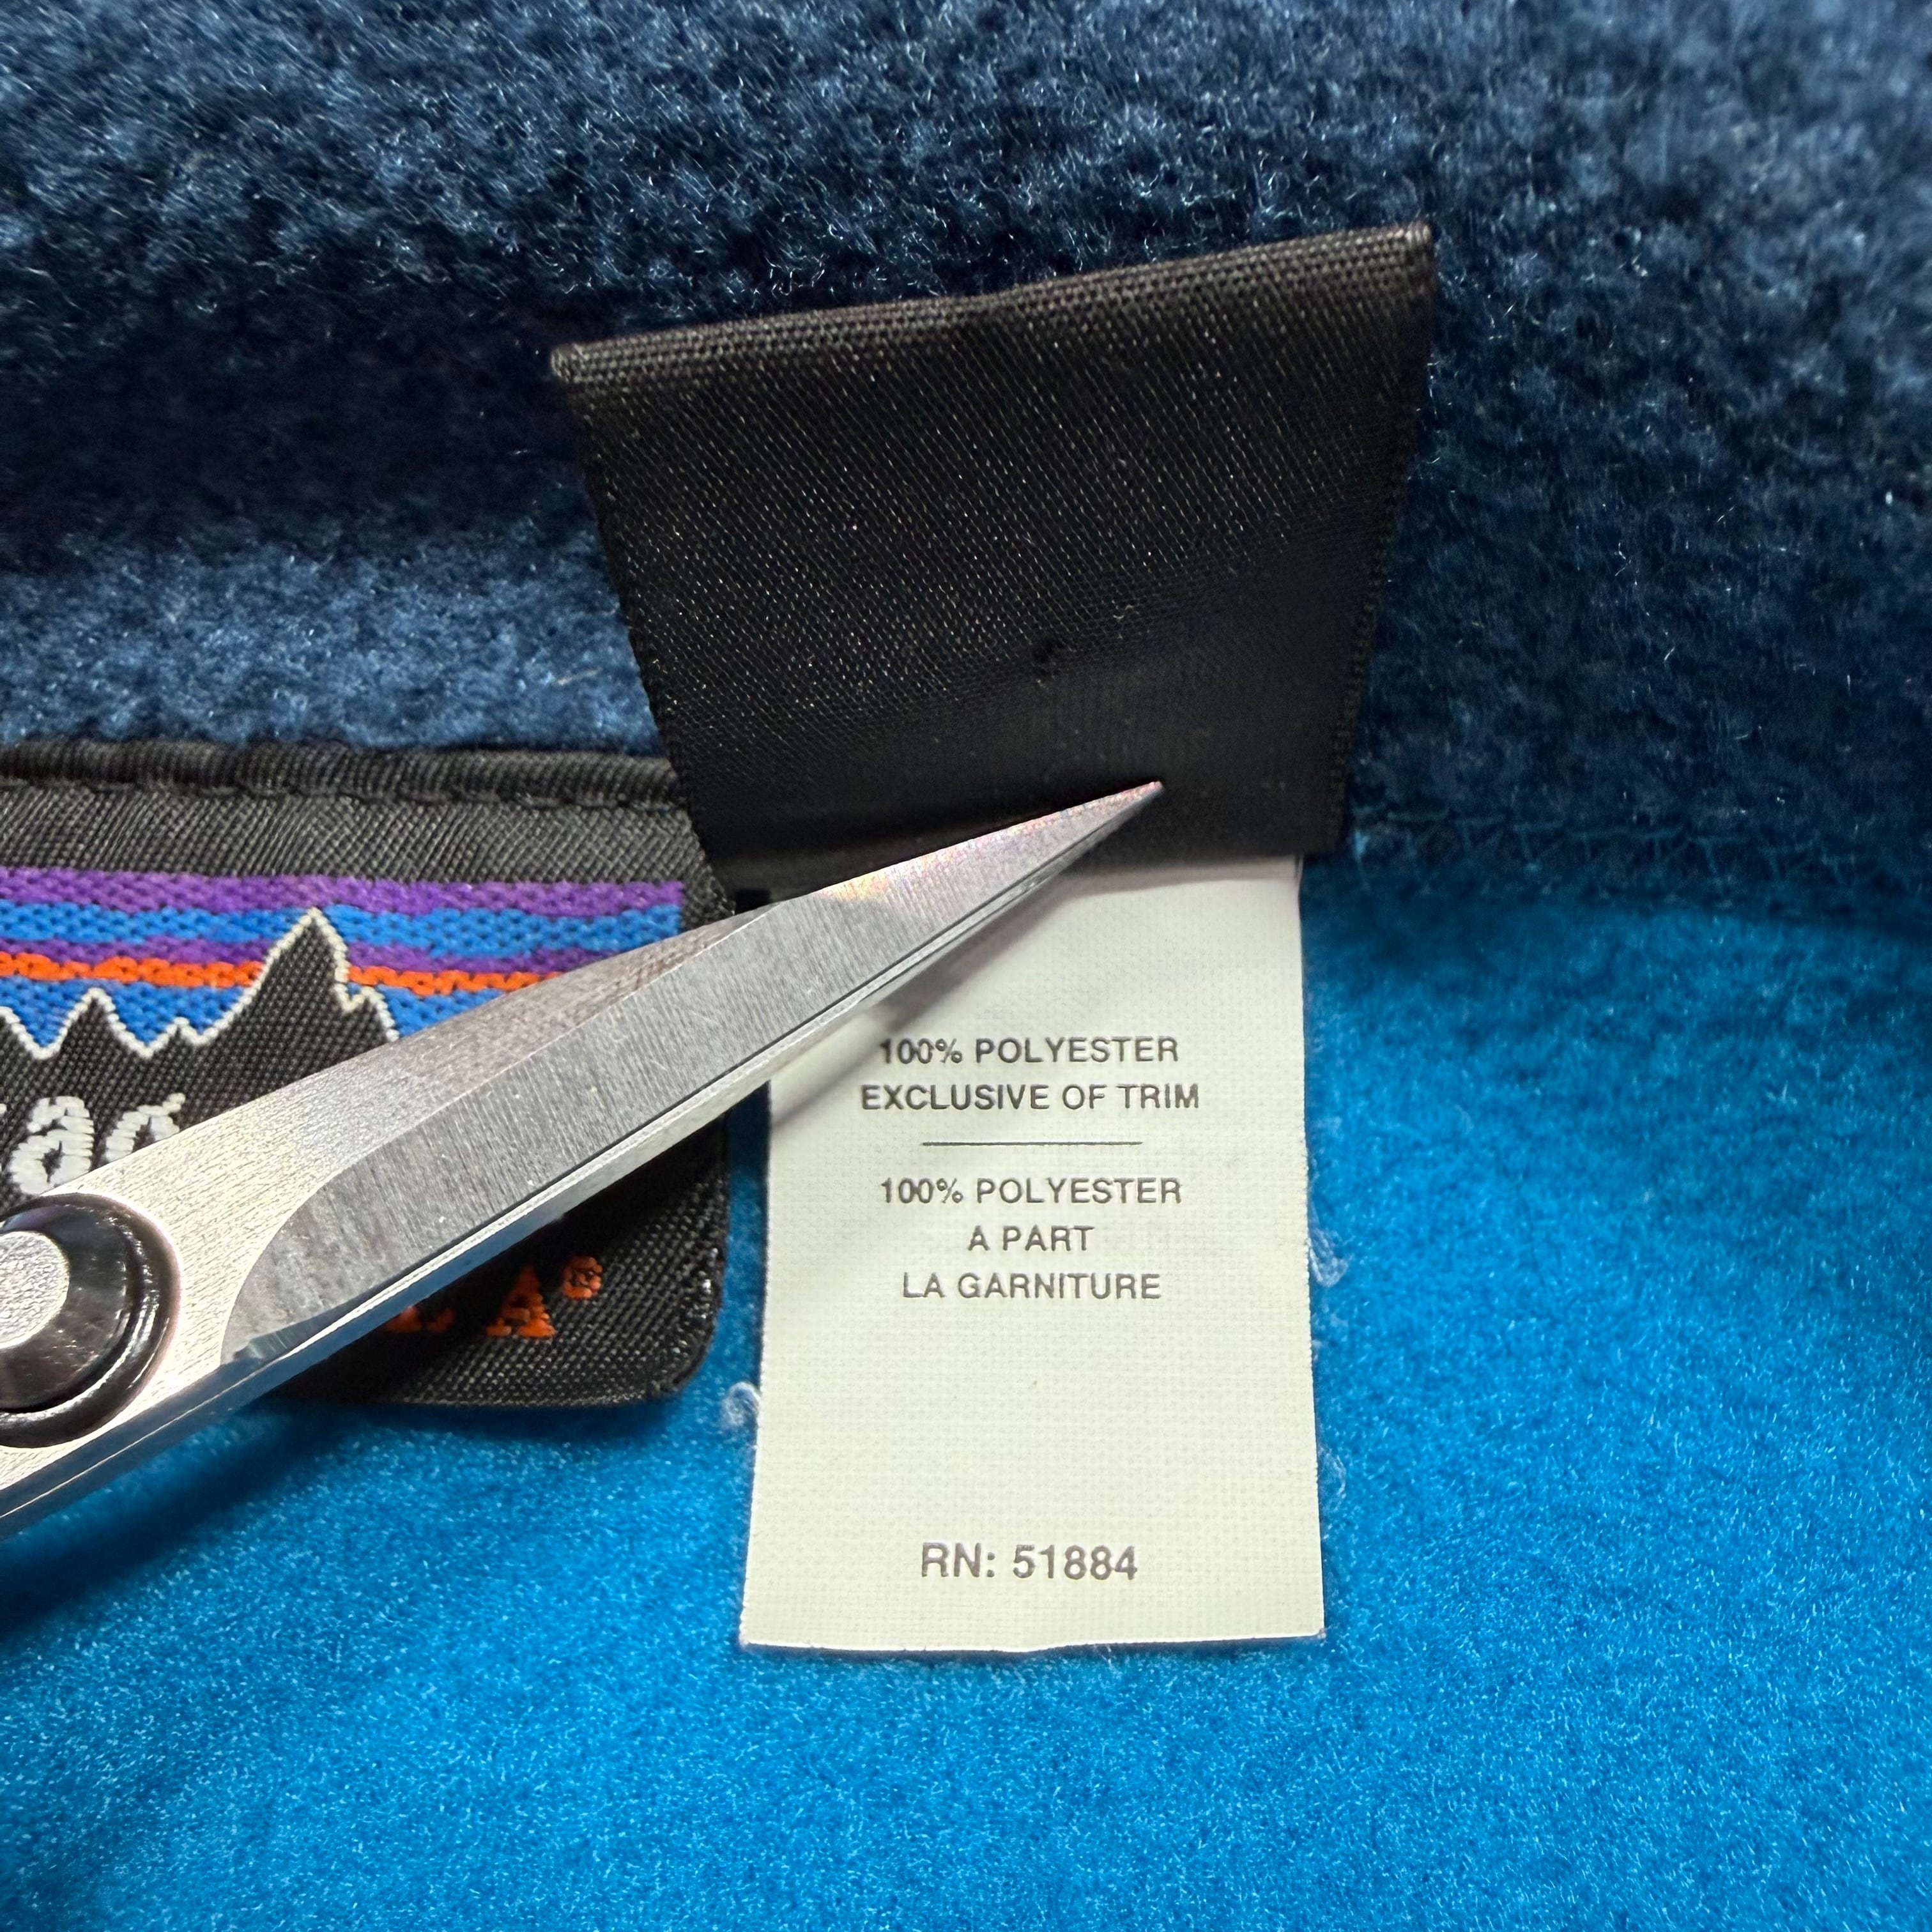 100% POLYESTER
EXCLUSIVE OF TRIM
100% POLYESTER
A PART
LA GARNITURE
RN: 51884